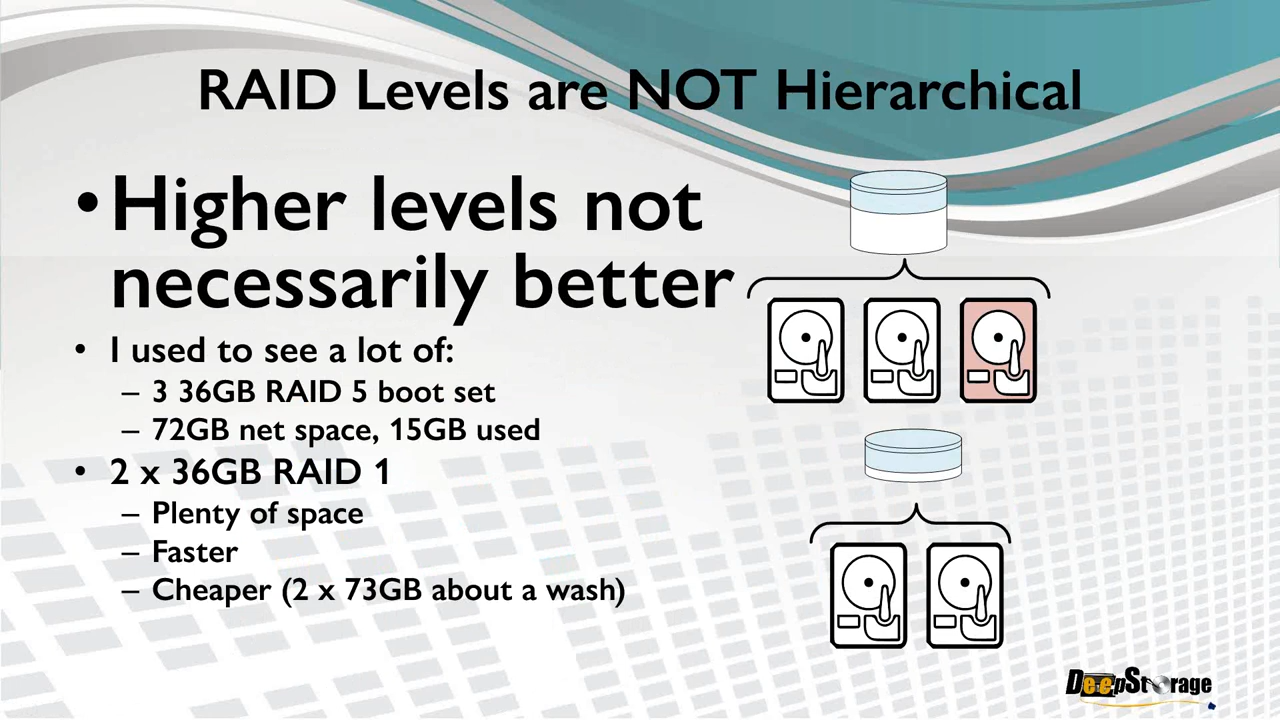 RAID Levels are NOT Hierarchical
• Higher levels not
necessarily better
• I used to see a lot of:
– 3 36GB RAID 5 boot set
– 72GB net space, 15GB used
• 2 x 36GB RAID 1
– Plenty of space
– Faster
– Cheaper (2 x 73GB about a wash)
DeepStorage